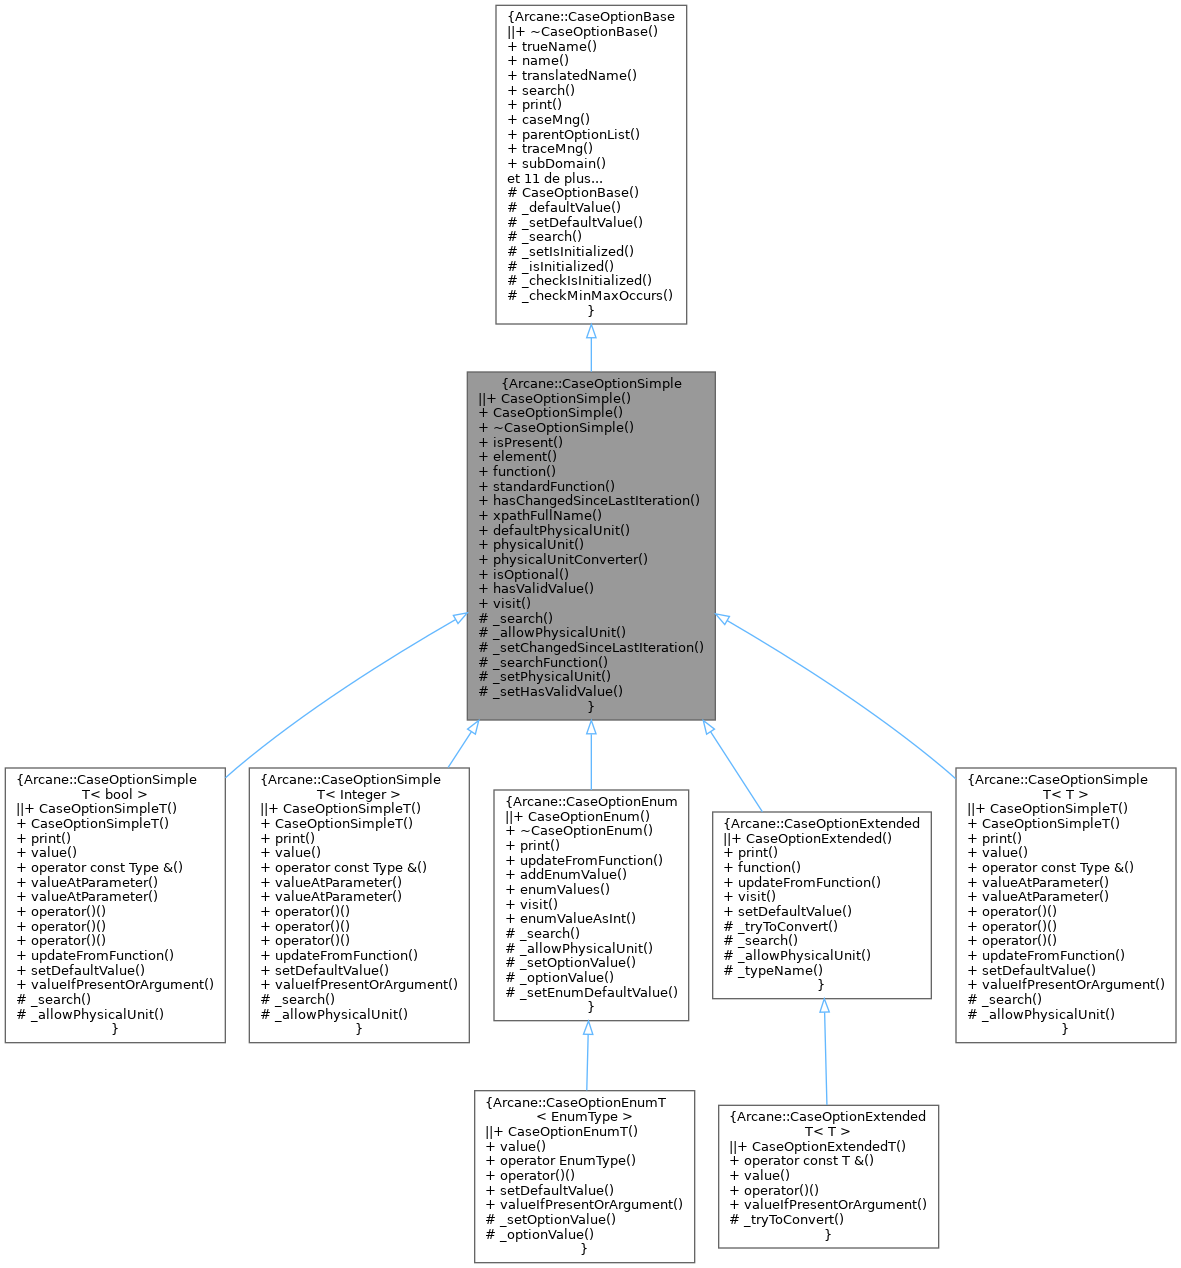 {Arcane::CaseOptionBase
||+ ~CaseOptionBase()
+ trueName()
+ name()
+ translatedName()
+ search()
+ print()
+ caseMng()
+ parentOptionList()
+ traceMng()
+ subDomain()
et 11 de plus...
# CaseOptionBase()
# _defaultValue()
# _setDefaultValue()
# _search()
# _setIsInitialized()
# _isInitialized()
# _checkIsInitialized()
# _checkMinMaxOccurs()
}
{Arcane::CaseOptionSimple
||+ CaseOptionSimple()
+ CaseOptionSimple()
+ ~CaseOptionSimple()
+ isPresent()
+ element()
+ function()
+ standardFunction()
+ hasChangedSinceLastIteration()
+ xpathFullName()
+ defaultPhysicalUnit()
+ physicalUnit()
+ physicalUnitConverter()
+ isOptional()
+ hasValidValue()
+ visit()
# _search()
# _allowPhysicalUnit()
# _setChangedSinceLastIteration()
# _searchFunction()
# _setPhysicalUnit()
# _setHasValidValue()
}
{Arcane::CaseOptionSimple
T< bool >
||+ CaseOptionSimpleT()
+ CaseOptionSimpleT()
+ print()
+ value()
+ operator const Type &()
+ valueAtParameter()
+ valueAtParameter()
+ operator()()
+ operator()()
+ operator()()
+ updateFromFunction()
+ setDefaultValue()
+ valueIfPresentOrArgument()
# _search()
# _allowPhysicalUnit()
}
{Arcane::CaseOptionSimple
T< Integer >
||+ CaseOptionSimpleT()
+ CaseOptionSimpleT()
+ print()
+ value()
+ operator const Type &()
+ valueAtParameter()
+ valueAtParameter()
+ operator()()
+ operator()()
+ operator()()
+ updateFromFunction()
+ setDefaultValue()
+ valueIfPresentOrArgument()
# _search()
# _allowPhysicalUnit()
}
{Arcane::CaseOptionEnum
||+ CaseOptionEnum()
+ ~CaseOptionEnum()
+ print()
+ updateFromFunction()
+ addEnumValue()
+ enumValues()
+ visit()
+ enumValueAsInt()
# _search()
# _allowPhysicalUnit()
# _setOptionValue()
# _optionValue()
# _setEnumDefaultValue()
}
{Arcane::CaseOptionExtended
||+ CaseOptionExtended()
+ print()
+ function()
+ updateFromFunction()
+ visit()
+ setDefaultValue()
# _tryToConvert()
# _search()
# _allowPhysicalUnit()
# _typeName()
}
{Arcane::CaseOptionSimple
T< T >
||+ CaseOptionSimpleT()
+ CaseOptionSimpleT()
+ print()
+ value()
+ operator const Type &()
+ valueAtParameter()
+ valueAtParameter()
+ operator()()
+ operator()()
+ operator()()
+ updateFromFunction()
+ setDefaultValue()
+ valueIfPresentOrArgument()
# _search()
# _allowPhysicalUnit()
}
{Arcane::CaseOptionEnumT
< EnumType >
||+ CaseOptionEnumT()
+ value()
+ operator EnumType()
+ operator()()
+ setDefaultValue()
+ valueIfPresentOrArgument()
# _setOptionValue()
# _optionValue()
}
{Arcane::CaseOptionExtended
T< T >
||+ CaseOptionExtendedT()
+ operator const T &()
+ value()
+ operator()()
+ valueIfPresentOrArgument()
# _tryToConvert()
}